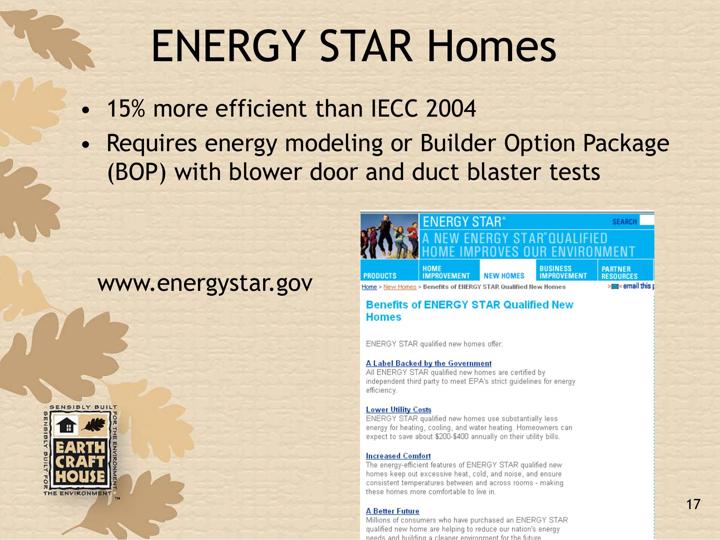 ENERGY STAR Homes
• 15% more efficient than IECC 2004
• Requires energy modeling or Builder Option Package
(BOP) with blower door and duct blaster tests
www.energystar.gov
ENERGY STAR®
SEARCH
A NEW ENERGY STAR® QUALIFIED
HOME IMPROVES OUR ENVIRONMENT
PRODUCTS
HOME
IMPROVEMENT
NEW HOMES
BUSINESS
IMPROVEMENT
PARTNER
RESOURCES
Home > New Homes > Benefits of ENERGY STAR Qualified New Homes
email this p
Benefits of ENERGY STAR Qualified New
Homes
ENERGY STAR qualified new homes offer:
A Label Backed by the Government
All ENERGY STAR qualified new homes are certified by
independent third party to meet EPA's strict guidelines for energy
efficiency.
Lower Utility Costs
ENERGY STAR qualified new homes use substantially less
energy for heating, cooling, and water heating. Homeowners can
expect to save about $200-$400 annually on their utility bills.
Increased Comfort
The energy-efficient features of ENERGY STAR qualified new
homes keep out excessive heat, cold, and noise, and ensure
consistent temperatures between and across rooms - making
these homes more comfortable to live in.
A Better Future
Millions of consumers who have purchased an ENERGY STAR
qualified new home are helping to reduce our nation's energy
needs and building a cleaner environment for the future.
SENSIBLY BUILT
FOR THE ENVIRONMENT
SENSIBLY BUILT
FOR THE ENVIRONMENT
EARTH
CRAFT
HOUSE
™
17